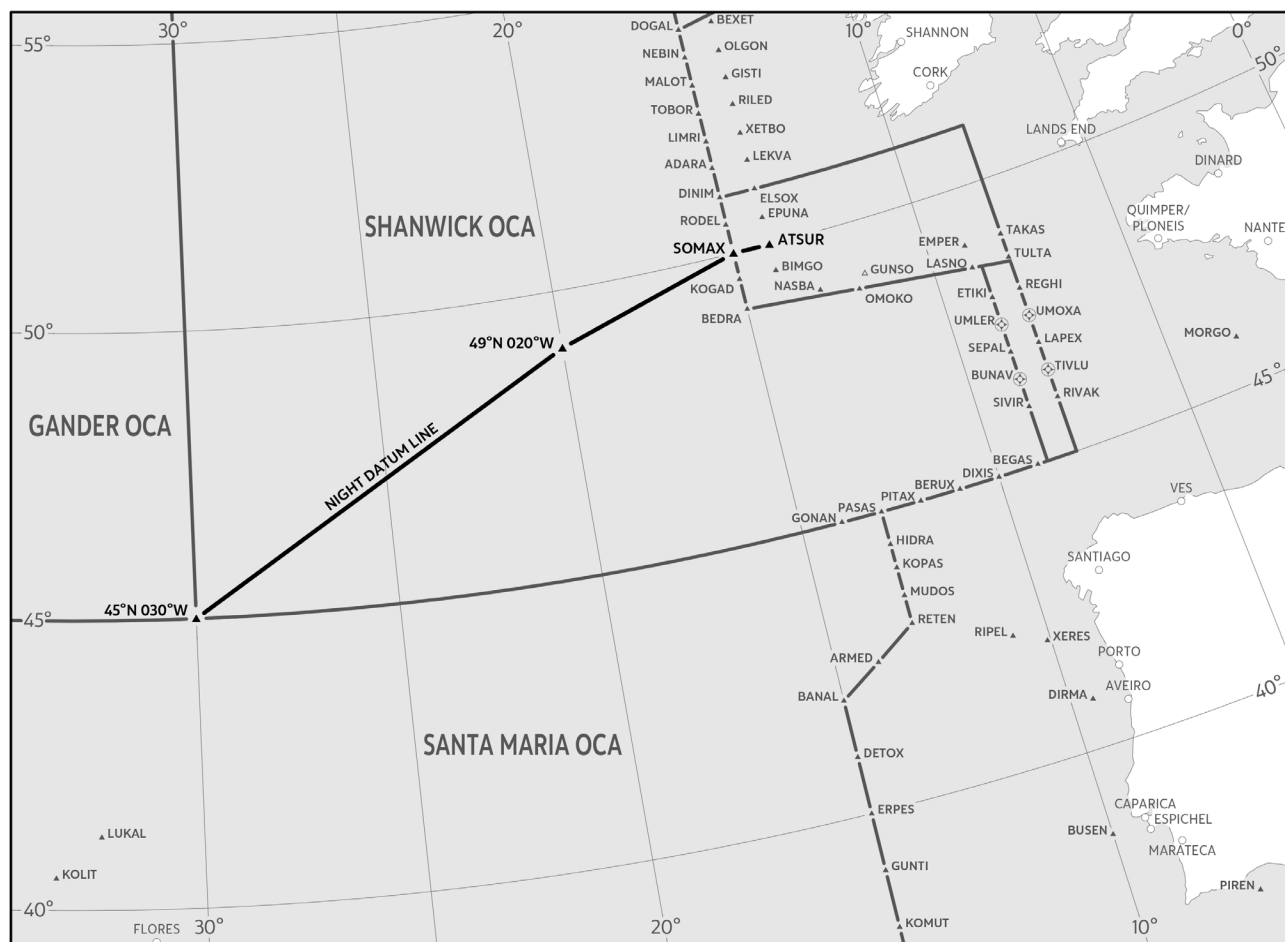 30°
20°
10°
0°
50°
55°
DOGAL
BEXET
NEBIN
OLGON
SHANNON
MALOT
GISTI
CORK
TOBOR
RILED
LIMRI
XETBO
LANDS END
ADARA
LEKVA
DINARD
DINIM
ELSOX
RODEL
EPUNA
QUIMPER/
PLONEIS
NANTE
SHANWICK OCA
SOMAX
ATSUR
EMPER
TAKAS
TULTA
LASNO
BIMGO
GUNSO
KOGAD
NASBA
OMOKO
ETIKI
REGHI
BEDRA
UMLER
UMOXA
50°
49°N 020°W
SEPAL
LAPEX
MORGO
BUNAV
TIVLU
45°
SIVIR
RIVAK
GANDER OCA
NIGHT DATUM LINE
BEGAS
DIXIS
BERUX
PITAX
PASAS
GONAN
VES
HIDRA
SANTIAGO
KOPAS
MUDOS
45°
45°N 030°W
RETEN
RIPEL
XERES
ARMED
PORTO
BANAL
DIRMA
AVEIRO
40°
SANTA MARIA OCA
DETOX
ERPES
CAPARICA
ESPICHEL
BUSEN
MARATECA
LUKAL
KOLIT
GUNTI
PIREN
40°
FLORES
30°
20°
KOMUT
10°